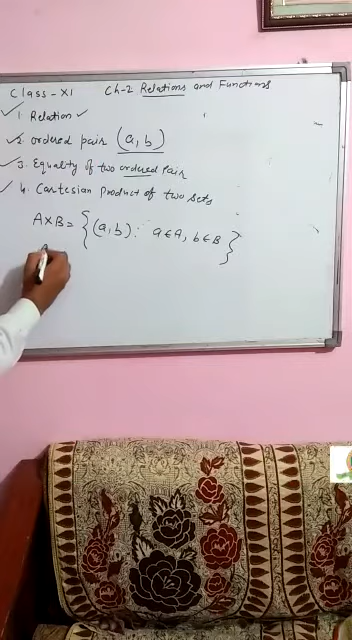 Class - XI Ch-2 Relations and Functions
✓ 1. Relation ✓
✓ 2. ordered pair (a, b)
✓ 3. Equality of two ordered Pair
✓ 4. Cartesian Product of two sets
A×B = {(a, b): a ∈ A, b ∈ B}